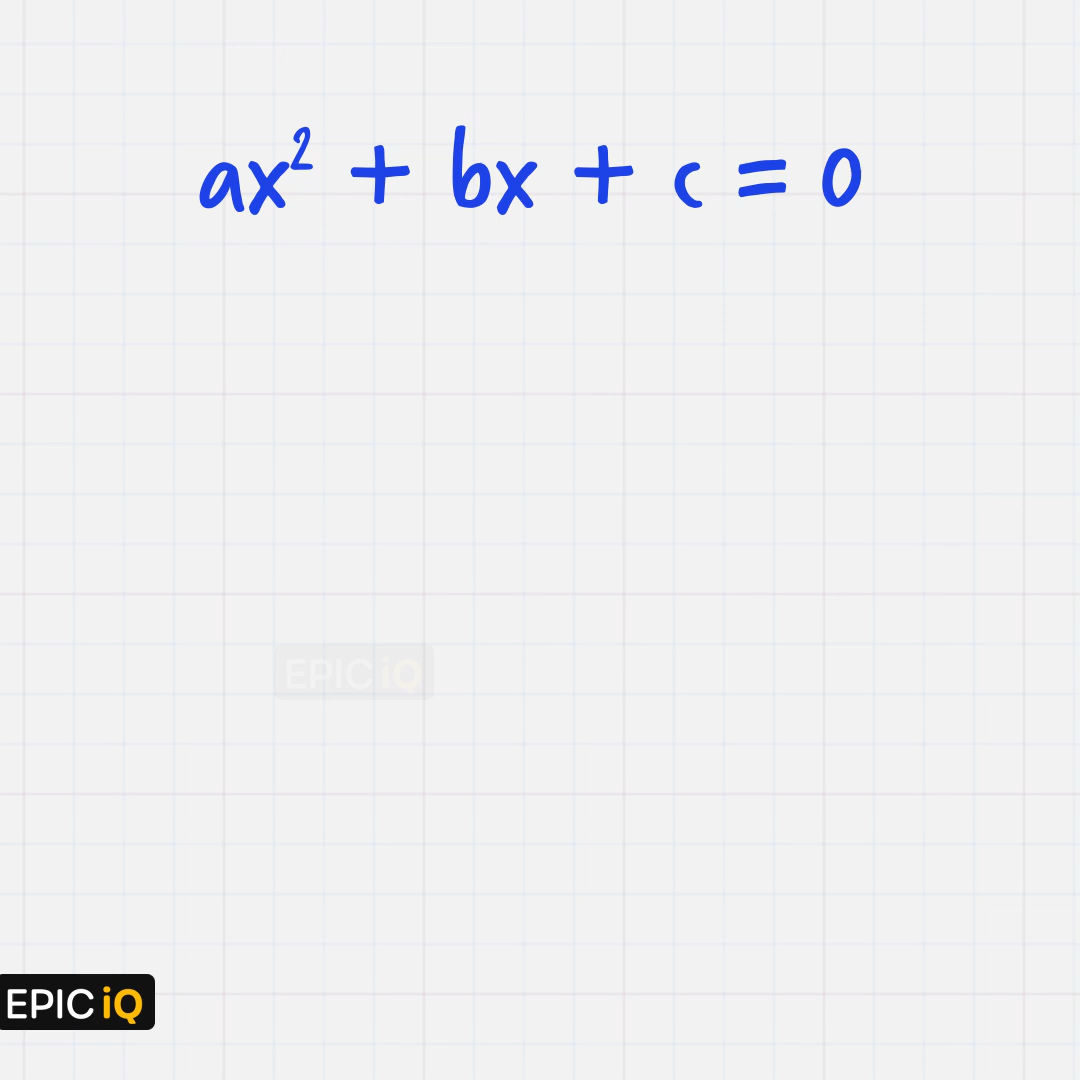 ax² + bx + c = 0
EPIC iQ
EPIC iQ